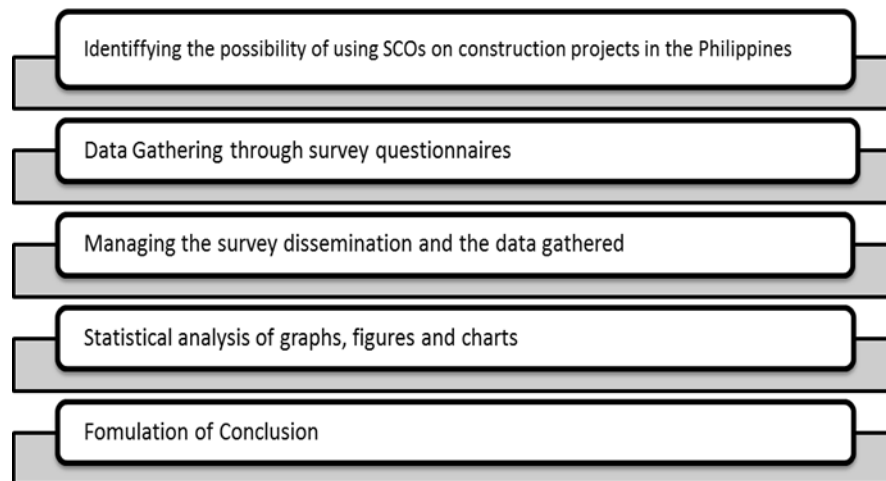 Identiffying the possibility of using SCOs on construction projects in the Philippines
Data Gathering through survey questionnaires
Managing the survey dissemination and the data gathered
Statistical analysis of graphs, figures and charts
Fomulation of Conclusion